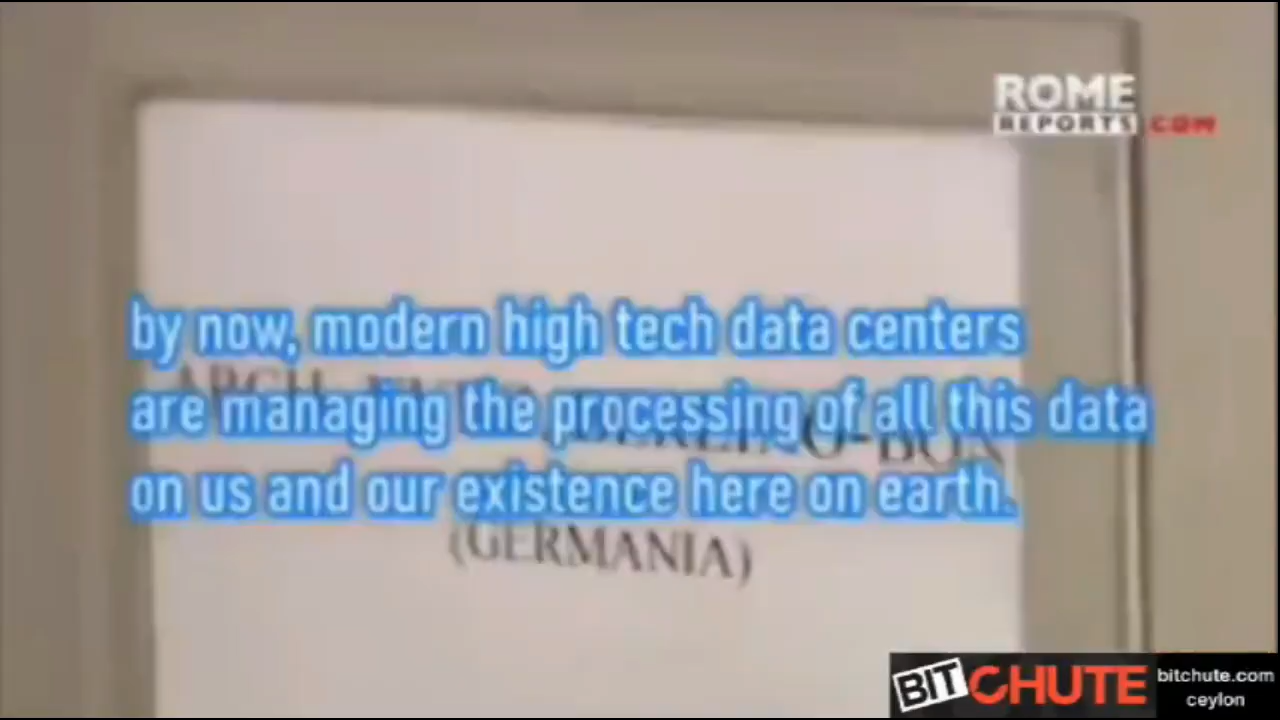 ROME
REPORTS.COM
by now, modern high tech data centers
are managing the processing of all this data
on us and our existence here on earth.
(GERMANIA)
BITCHUTE
bitchute.com
ceylon